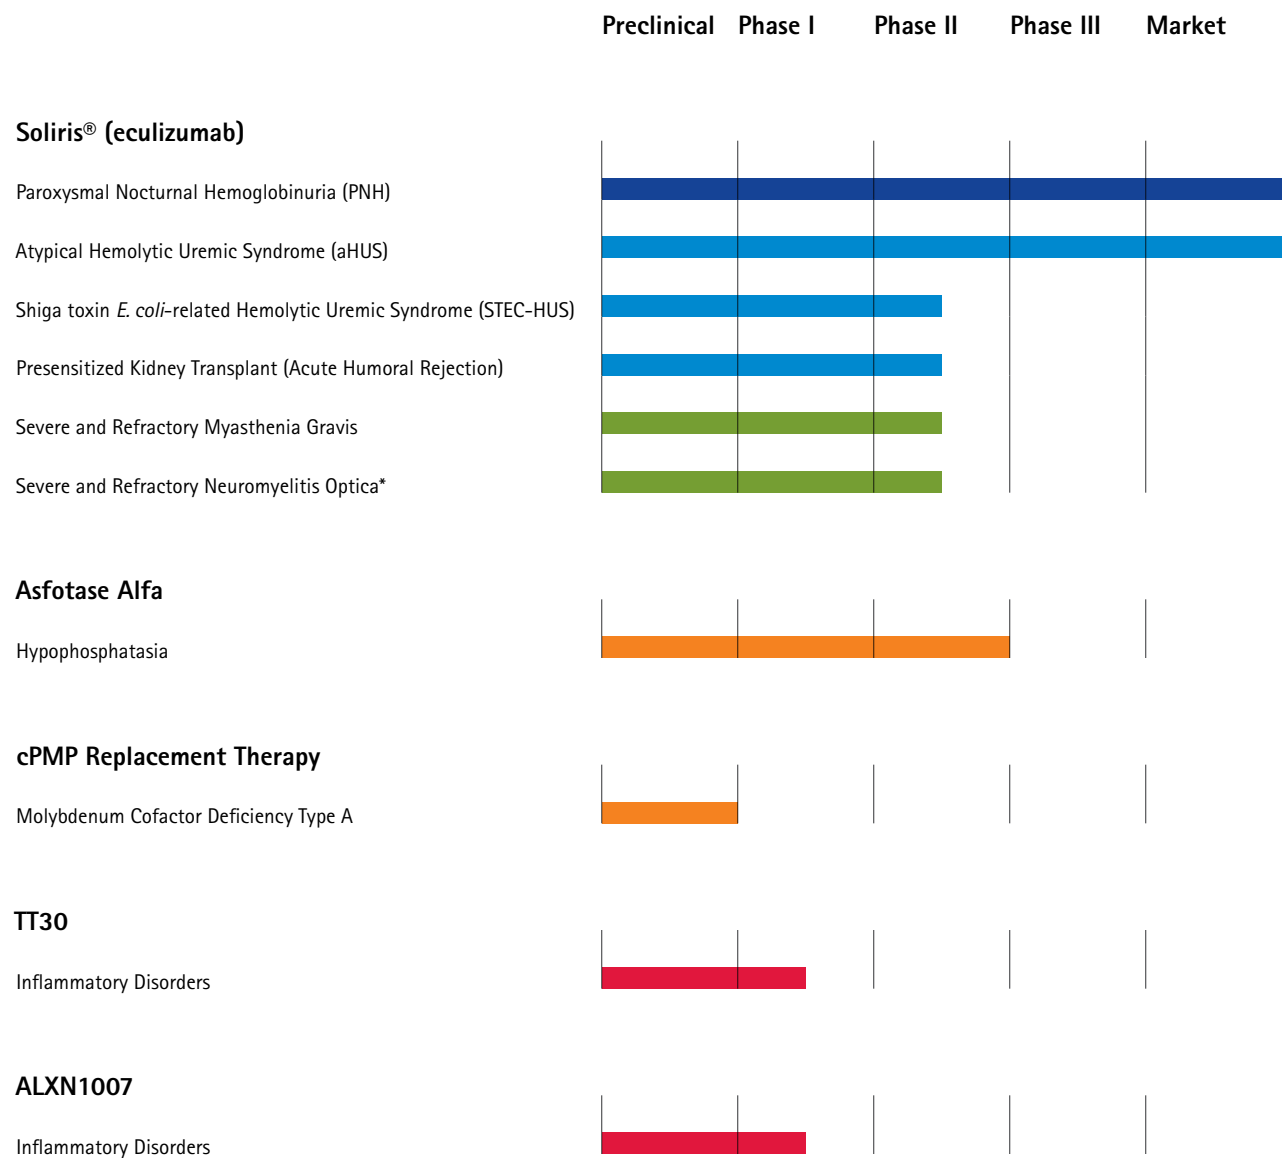 Preclinical Phase I Phase II Phase III Market
Soliris® (eculizumab)
Paroxysmal Nocturnal Hemoglobinuria (PNH)
Atypical Hemolytic Uremic Syndrome (aHUS)
Shiga toxin E. coli-related Hemolytic Uremic Syndrome (STEC-HUS)
Presensitized Kidney Transplant (Acute Humoral Rejection)
Severe and Refractory Myasthenia Gravis
Severe and Refractory Neuromyelitis Optica*
Asfotase Alfa
Hypophosphatasia
cPMP Replacement Therapy
Molybdenum Cofactor Deficiency Type A
TT30
Inflammatory Disorders
ALXN1007
Inflammatory Disorders